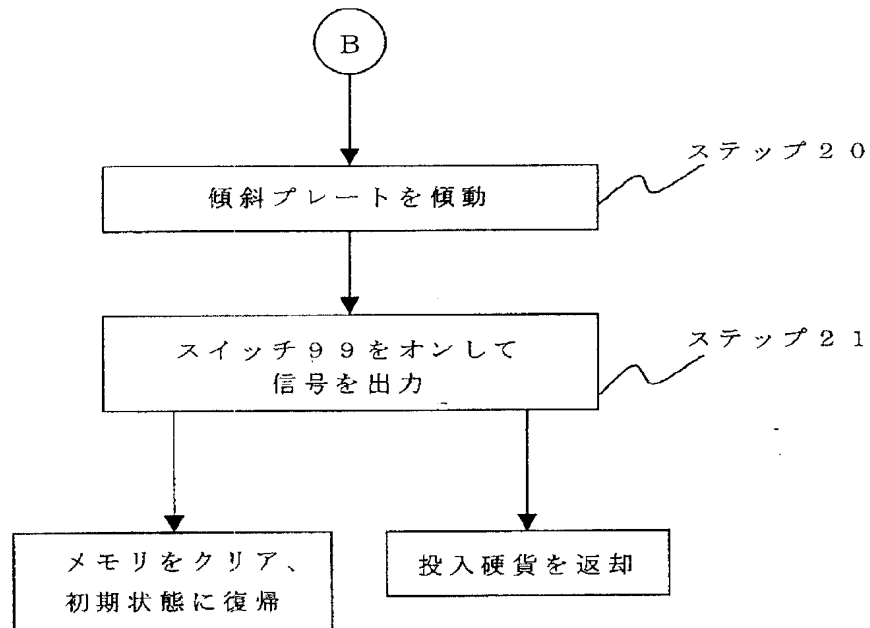 B
ステップ20
傾斜プレートを傾動
ステップ21
スイッチ99をオンして
信号を出力
メモリをクリア、
初期状態に復帰
投入硬貨を返却